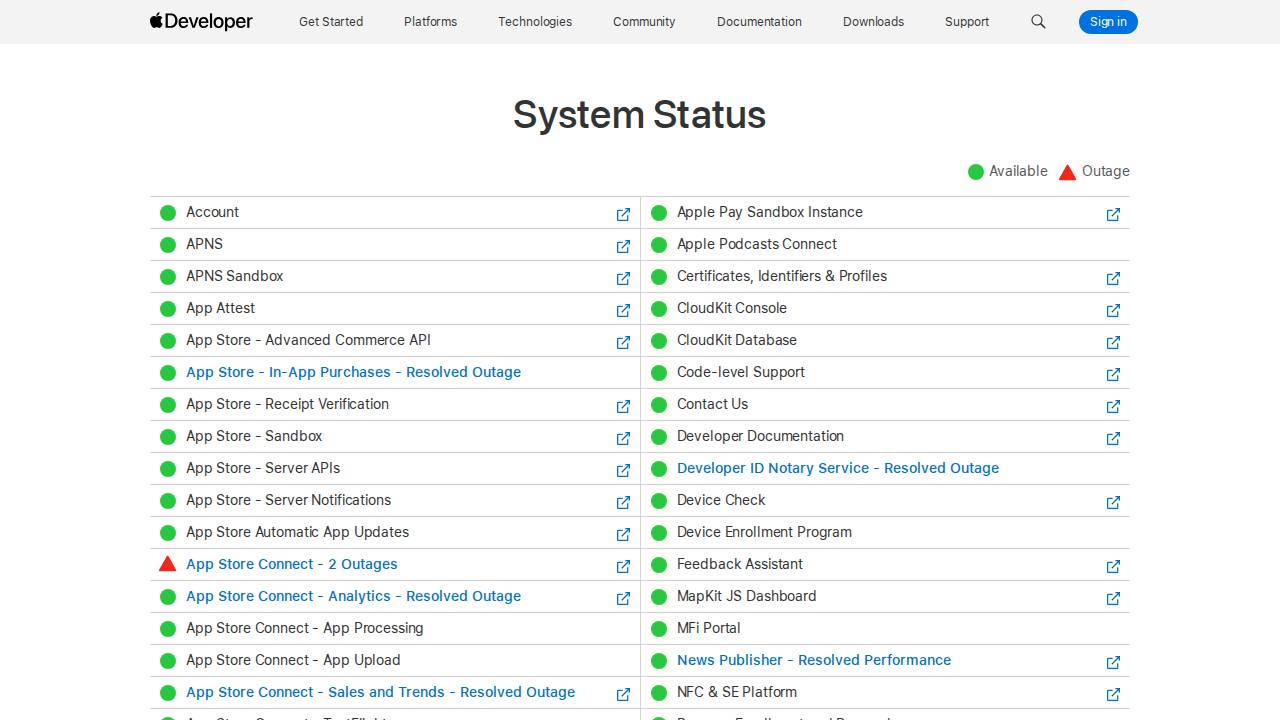 Developer
Get Started
Platforms
Technologies
Community
Documentation
Downloads
Support
Sign in
System Status
Available
Outage
Account
APNS
APNS Sandbox
App Attest
App Store - Advanced Commerce API
App Store - In-App Purchases - Resolved Outage
App Store - Receipt Verification
App Store - Sandbox
App Store - Server APIs
App Store - Server Notifications
App Store Automatic App Updates
App Store Connect - 2 Outages
App Store Connect - Analytics - Resolved Outage
App Store Connect - App Processing
App Store Connect - App Upload
App Store Connect - Sales and Trends - Resolved Outage
Apple Pay Sandbox Instance
Apple Podcasts Connect
Certificates, Identifiers & Profiles
CloudKit Console
CloudKit Database
Code-level Support
Contact Us
Developer Documentation
Developer ID Notary Service - Resolved Outage
Device Check
Device Enrollment Program
Feedback Assistant
MapKit JS Dashboard
MFi Portal
News Publisher - Resolved Performance
NFC & SE Platform